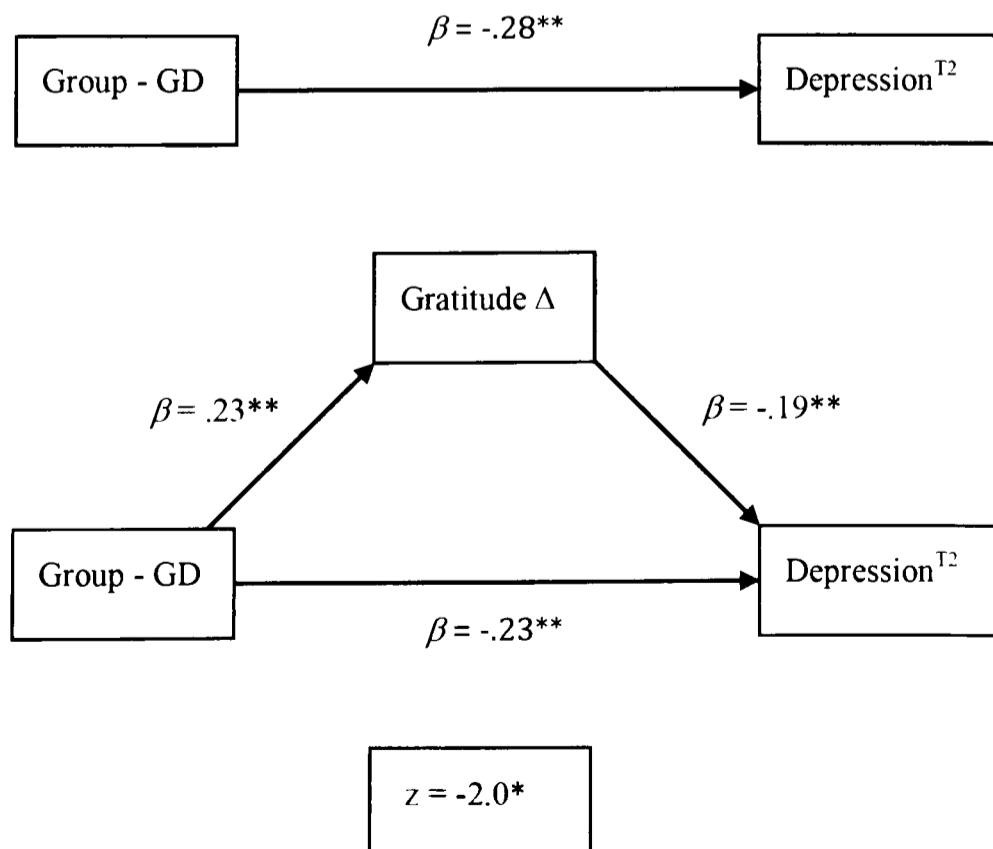 β = -.28**
Group - GD
Depression^T2
Gratitude Δ
β = .23**
β = -.19**
Group - GD
Depression^T2
β = -.23**
z = -2.0*